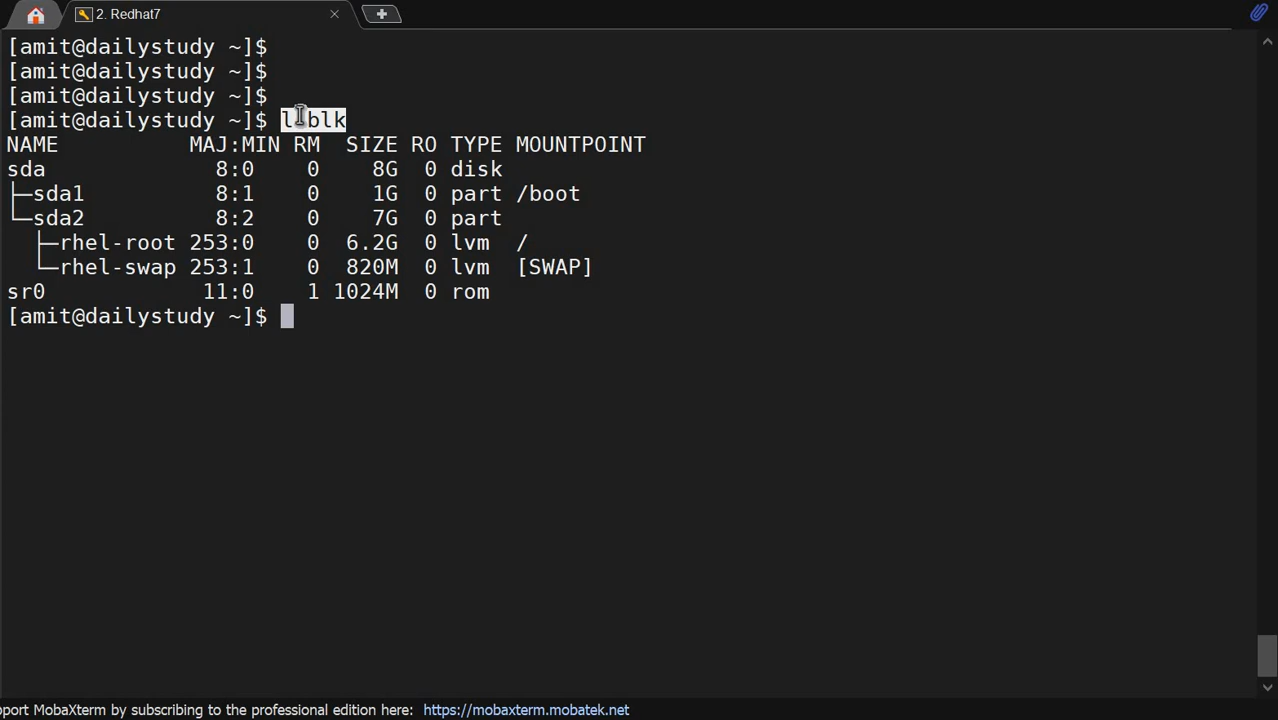 2. Redhat7
[amit@dailystudy ~]$
[amit@dailystudy ~]$
[amit@dailystudy ~]$
[amit@dailystudy ~]$ lsblk
NAME          MAJ:MIN RM  SIZE RO TYPE MOUNTPOINT
sda             8:0    0    8G  0 disk
├─sda1          8:1    0    1G  0 part /boot
└─sda2          8:2    0    7G  0 part
  ├─rhel-root 253:0    0  6.2G  0 lvm  /
  └─rhel-swap 253:1    0  820M  0 lvm  [SWAP]
sr0            11:0    1 1024M  0 rom
[amit@dailystudy ~]$
pport MobaXterm by subscribing to the professional edition here: https://mobaxterm.mobatek.net